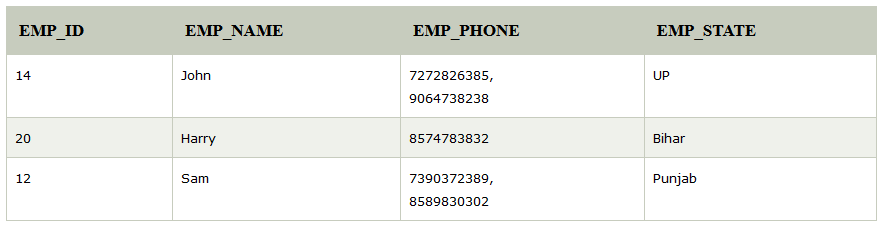 EMP_ID EMP_NAME EMP_PHONE EMP_STATE
14 John 7272826385, UP
9064738238
20 Harry 8574783832 Bihar
12 Sam 7390372389, Punjab
8589830302